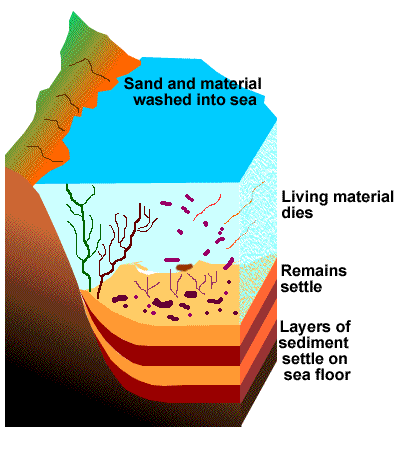 Sand and material
washed into sea
Living material
dies
Remains
settle
Layers of
sediment
settle on
sea floor